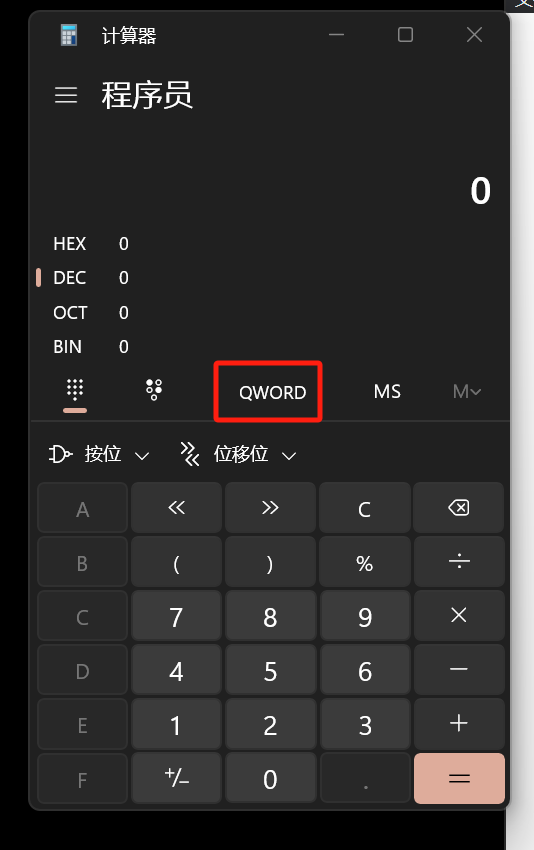 计算器
程序员
0
HEX 0
DEC 0
OCT 0
BIN 0
QWORD MS M
按位 位移位
A « » C
B ( ) % ÷
C 7 8 9 ×
D 4 5 6 −
E 1 2 3 +
F +/− 0 . =